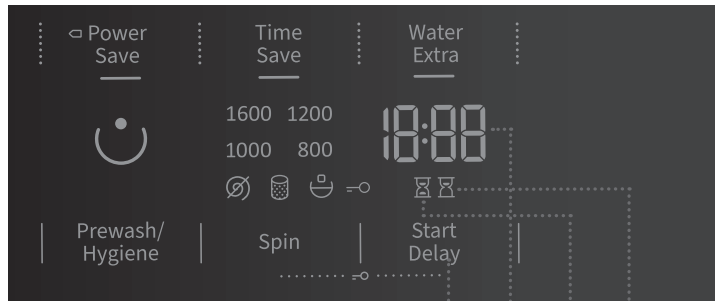 Power
Save
Time
Save
Water
Extra
1600 1200
1000 800
18:88
Prewash/
Hygiene
Spin
Start
Delay